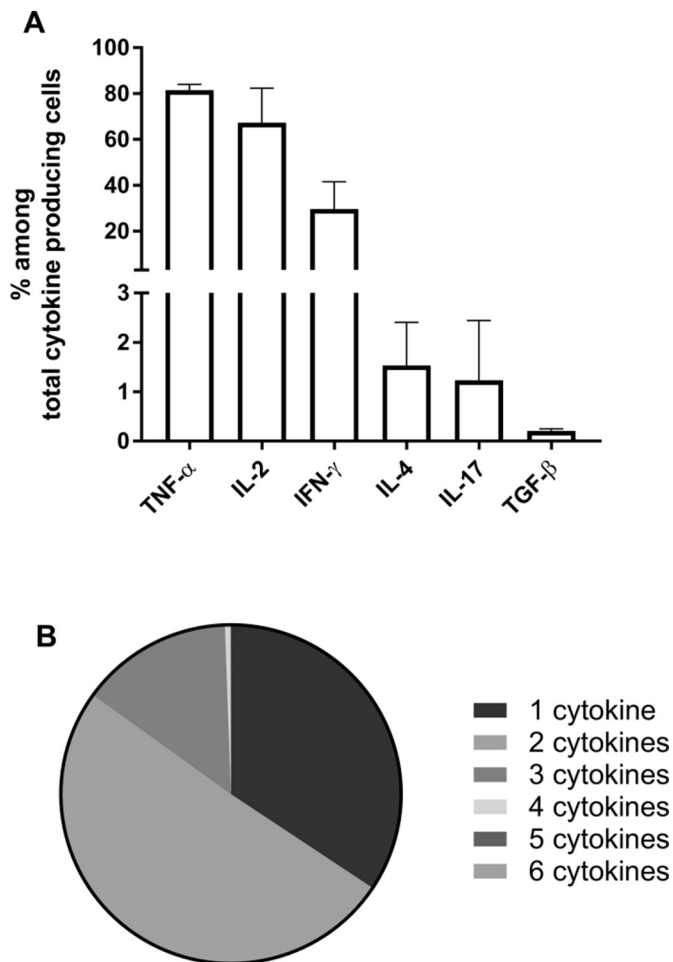 A
% among
total cytokine producing cells
100
80
60
40
20
3
2
1
0
TNF-α
IL-2
IFN-γ
IL-4
IL-17
TGF-β
B
1 cytokine
2 cytokines
3 cytokines
4 cytokines
5 cytokines
6 cytokines